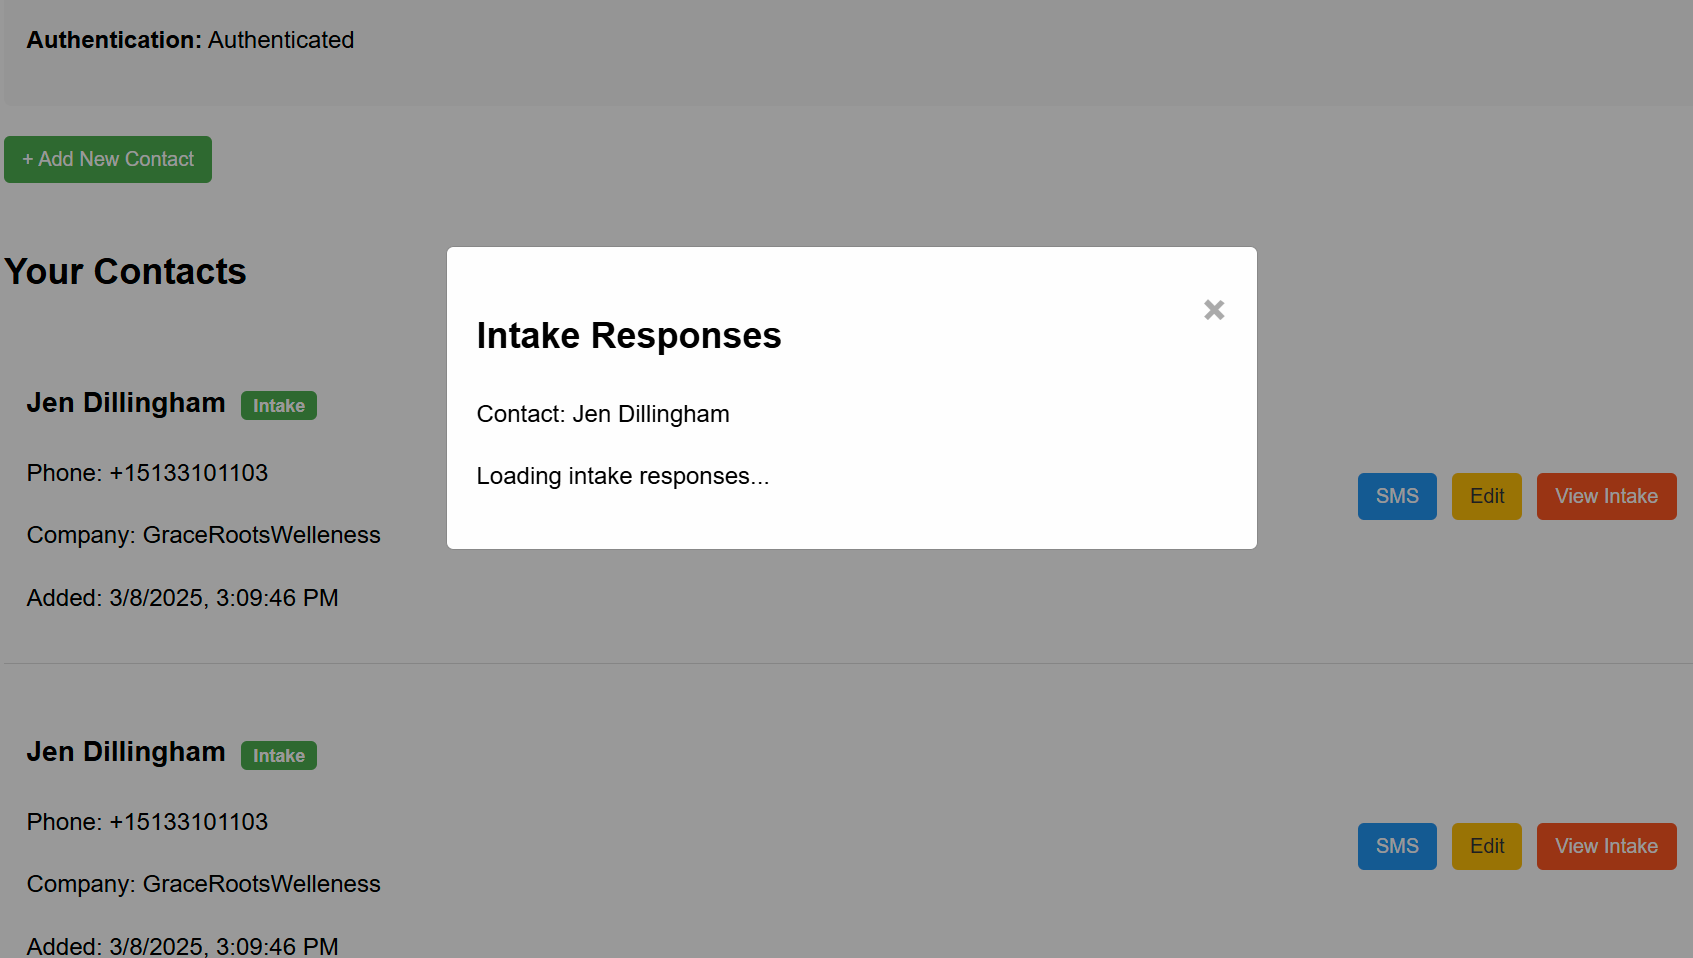 Authentication: Authenticated
+ Add New Contact
Your Contacts
Intake Responses
Contact: Jen Dillingham
Loading intake responses...
Jen Dillingham Intake
Phone: +15133101103
Company: GraceRootsWelleness
Added: 3/8/2025, 3:09:46 PM
SMS Edit View Intake
Jen Dillingham Intake
Phone: +15133101103
Company: GraceRootsWelleness
Added: 3/8/2025, 3:09:46 PM
SMS Edit View Intake